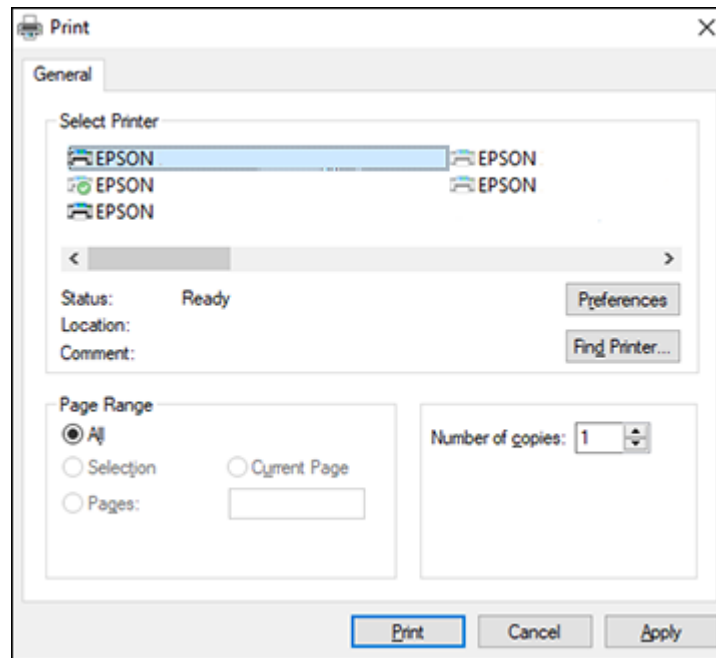 Print
General
Select Printer
EPSON EPSON
EPSON EPSON
EPSON
Status: Ready Preferences
Location:
Comment: Find Printer...
Page Range
All Number of copies: 1
Selection Current Page
Pages:
Print Cancel Apply